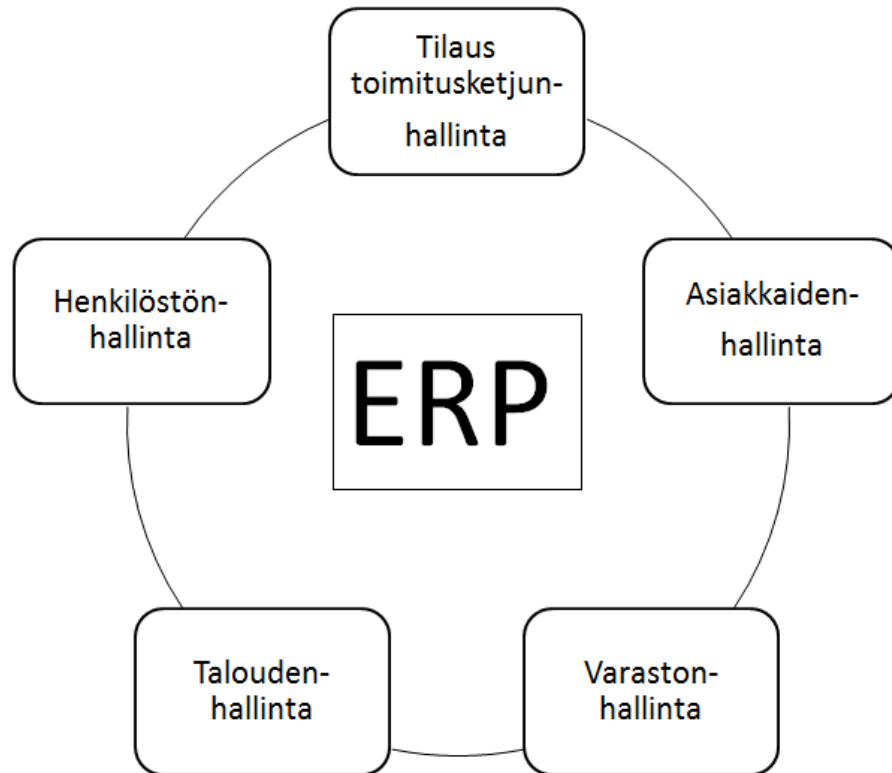 Tilaus
toimitusketjun-
hallinta
Henkilöstön-
hallinta
Asiakkaiden-
hallinta
ERP
Talouden-
hallinta
Varaston-
hallinta